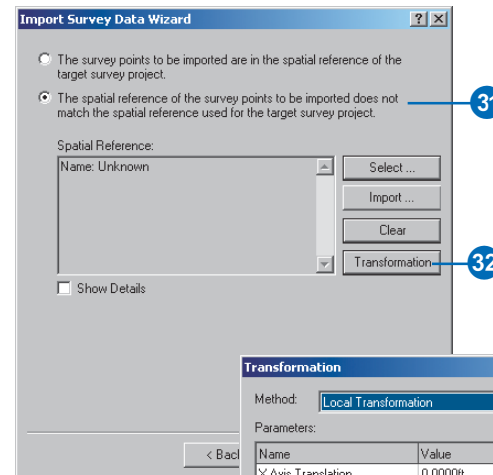 Import Survey Data Wizard
The survey points to be imported are in the spatial reference of the
target survey project.
The spatial reference of the survey points to be imported does not
match the spatial reference used for the target survey project.
31
Spatial Reference:
Name: Unknown
Select ...
Import ...
Clear
Transformation
32
Show Details
Transformation
Method: Local Transformation
Parameters:
< Back
Name Value
X Axis Translation 0.0000ft